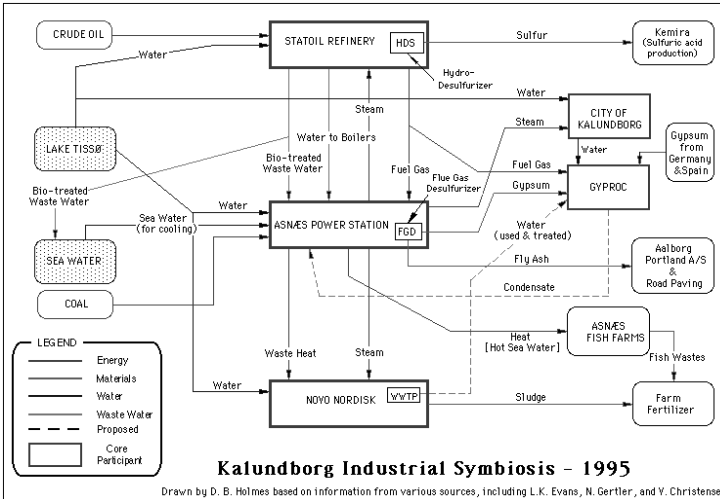 CRUDE OIL
STATOIL REFINERY
HDS
Sulfur
Kemira
(Sulfuric acid
production)
Water
Hydro-
Desulfurizer
Water
CITY OF
KALUNDBORG
Steam
Steam
LAKE TISSØ
Water to Boilers
Bio-treated
Waste Water
Water
Gypsum
from
Germany
&Spain
Fuel Gas
Fuel Gas
Flue Gas
Desulfurizer
Gypsum
GYPROC
Bio-treated
Waste Water
Sea Water
(for cooling)
Water
ASNÆS POWER STATION
FGD
Water
(used & treated)
SEA WATER
Fly Ash
Aalborg
Portland A/S
&
Road Paving
COAL
Condensate
LEGEND
Energy
Materials
Water
Waste Water
Proposed
Core
Participant
Waste Heat
Steam
Heat
[Hot Sea Water]
ASNÆS
FISH FARMS
Fish Wastes
Water
NOVO NORDISK
WWTP
Sludge
Farm
Fertilizer
Kalundborg Industrial Symbiosis - 1995
Drawn by D. B. Holmes based on information from various sources, including L.K. Evans, N. Gertler, and V. Christense